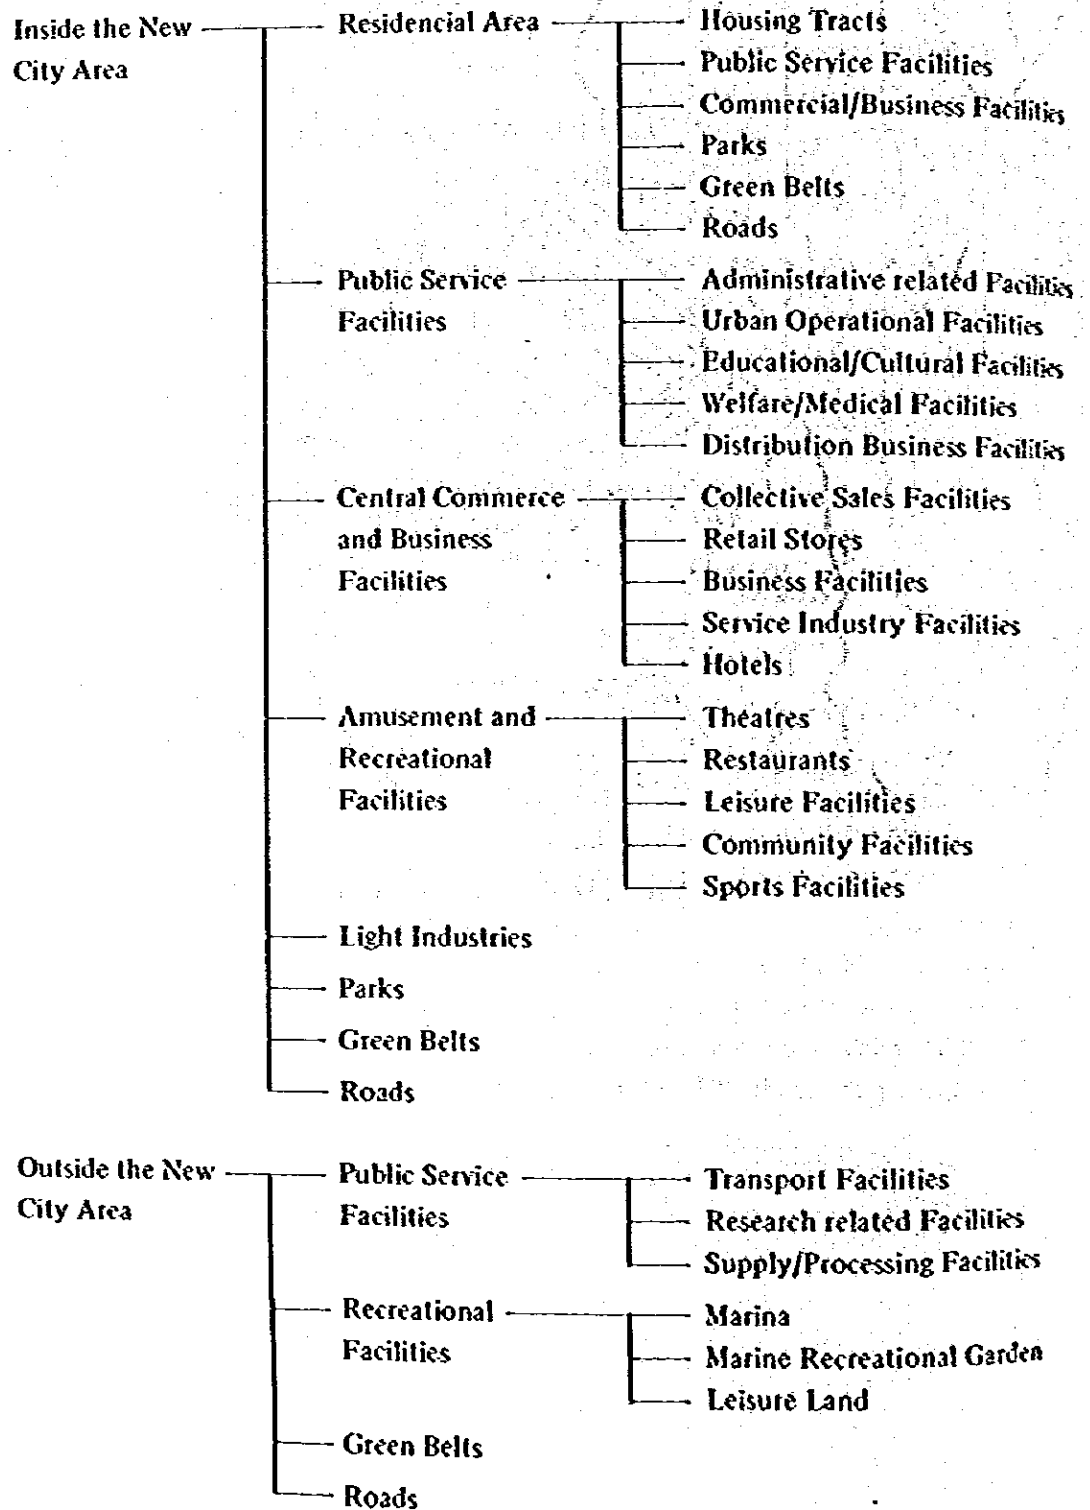 Inside the New
City Area
Residencial Area
Housing Tracts
Public Service Facilities
Commercial/Business Facilities
Parks
Green Belts
Roads
Public Service
Facilities
Administrative related Facilities
Urban Operational Facilities
Educational/Cultural Facilities
Welfare/Medical Facilities
Distribution Business Facilities
Central Commerce
and Business
Facilities
Collective Sales Facilities
Retail Stores
Business Facilities
Service Industry Facilities
Hotels
Amusement and
Recreational
Facilities
Theatres
Restaurants
Leisure Facilities
Community Facilities
Sports Facilities
Light Industries
Parks
Green Belts
Roads
Outside the New
City Area
Public Service
Facilities
Transport Facilities
Research related Facilities
Supply/Processing Facilities
Recreational
Facilities
Marina
Marine Recreational Garden
Leisure Land
Green Belts
Roads